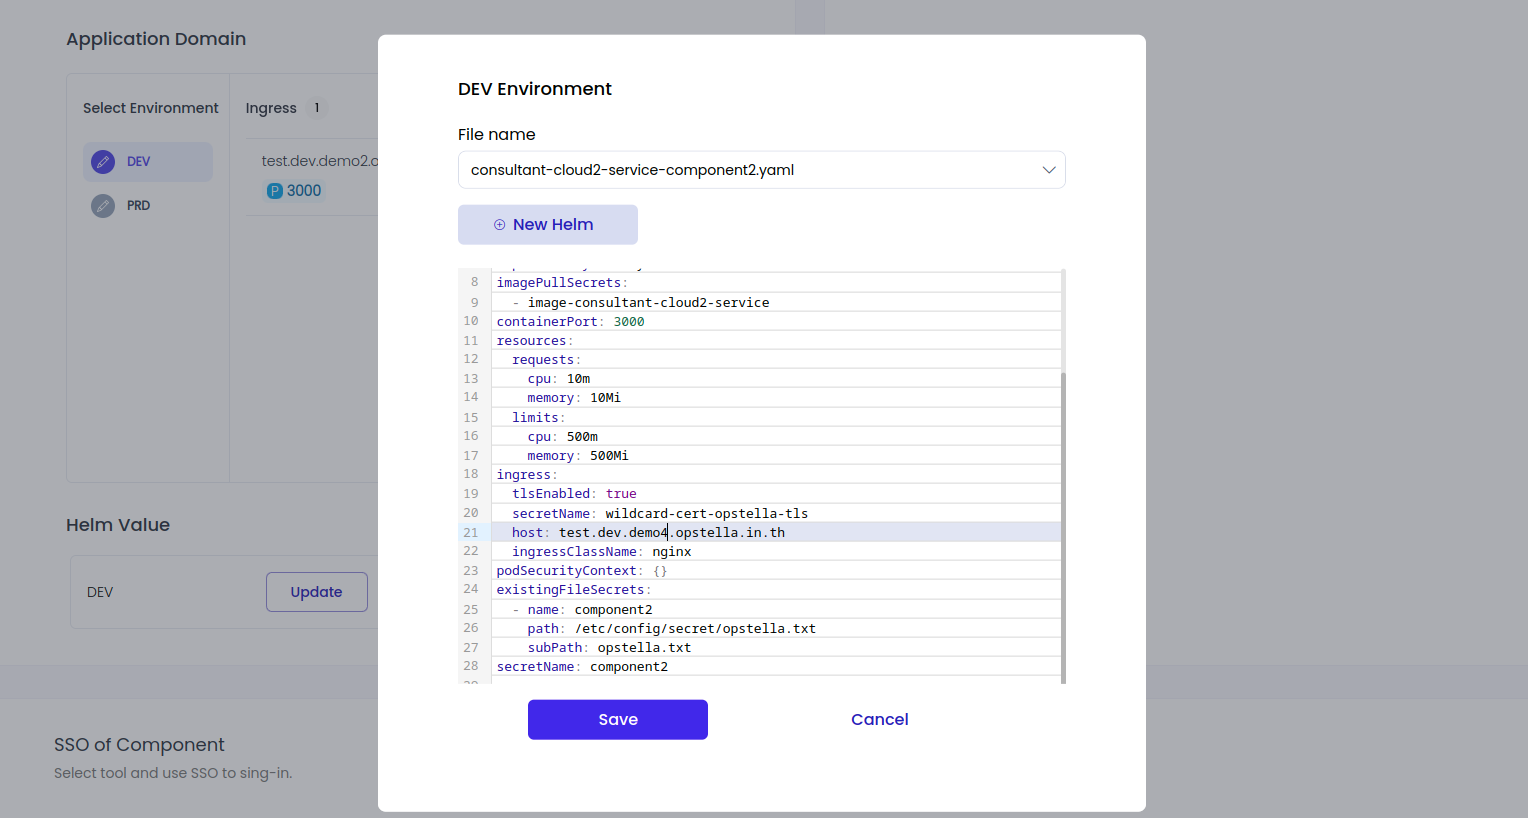 Application Domain
Select Environment
Ingress 1
DEV
PRD
test.dev.demo2.o
P 3000
Helm Value
DEV
Update
SSO of Component
Select tool and use SSO to sing-in.
DEV Environment
File name
consultant-cloud2-service-component2.yaml
New Helm
8 imagePullSecrets:
9 - image-consultant-cloud2-service
10 containerPort: 3000
11 resources:
12 requests:
13 cpu: 10m
14 memory: 10Mi
15 limits:
16 cpu: 500m
17 memory: 500Mi
18 ingress:
19 tlsEnabled: true
20 secretName: wildcard-cert-opstella-tls
21 host: test.dev.demo4.opstella.in.th
22 ingressClassName: nginx
23 podSecurityContext: {}
24 existingFileSecrets:
25 - name: component2
26 path: /etc/config/secret/opstella.txt
27 subPath: opstella.txt
28 secretName: component2
Save
Cancel